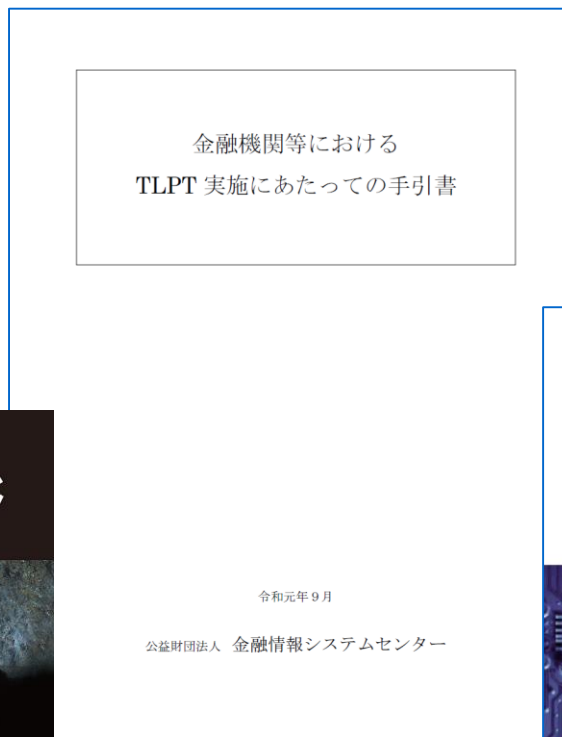 金融機関等における
TLPT 実施にあたっての手引書
令和元年9月
公益財団法人 金融情報システムセンター